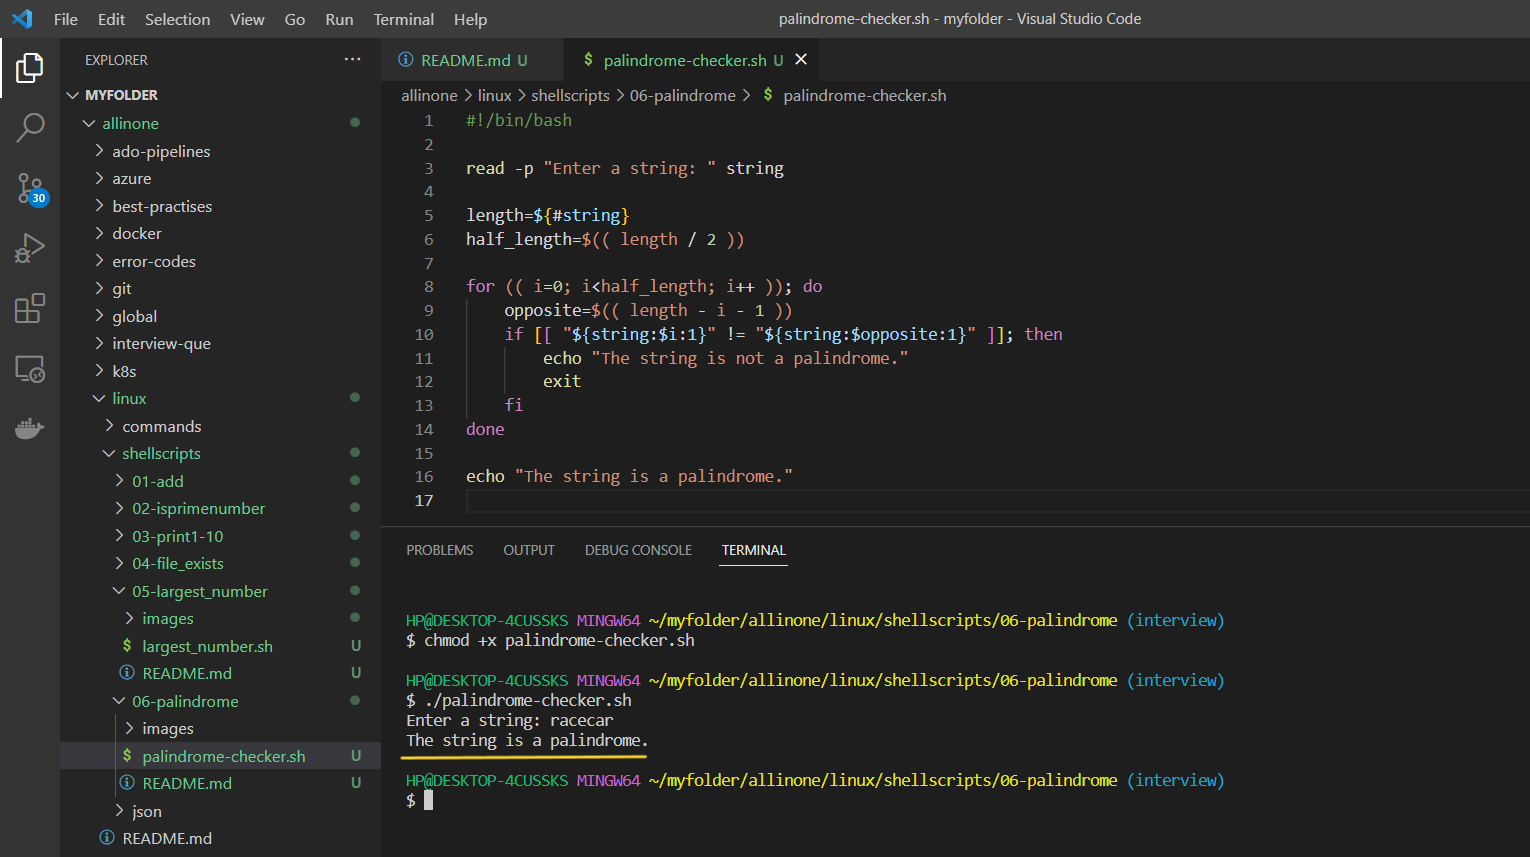 File Edit Selection View Go Run Terminal Help
palindrome-checker.sh - myfolder - Visual Studio Code
EXPLORER
MYFOLDER
allinone
ado-pipelines
azure
best-practises
docker
error-codes
git
global
interview-que
k8s
linux
commands
shellscripts
01-add
02-isprimenumber
03-print1-10
04-file_exists
05-largest_number
images
largest_number.sh U
README.md U
06-palindrome
images
palindrome-checker.sh U
README.md U
json
README.md
30
README.md U
$ palindrome-checker.sh U
allinone > linux > shellscripts > 06-palindrome > $ palindrome-checker.sh
1 #!/bin/bash
2
3 read -p "Enter a string: " string
4
5 length=${#string}
6 half_length=$(( length / 2 ))
7
8 for (( i=0; i<half_length; i++ )); do
9 opposite=$(( length - i - 1 ))
10 if [[ "${string:$i:1}" != "${string:$opposite:1}" ]]; then
11 echo "The string is not a palindrome."
12 exit
13 fi
14 done
15
16 echo "The string is a palindrome."
17
PROBLEMS OUTPUT DEBUG CONSOLE TERMINAL
HP@DESKTOP-4CUSSKS MINGW64 ~/myfolder/allinone/linux/shellscripts/06-palindrome (interview)
$ chmod +x palindrome-checker.sh
HP@DESKTOP-4CUSSKS MINGW64 ~/myfolder/allinone/linux/shellscripts/06-palindrome (interview)
$ ./palindrome-checker.sh
Enter a string: racecar
The string is a palindrome.
HP@DESKTOP-4CUSSKS MINGW64 ~/myfolder/allinone/linux/shellscripts/06-palindrome (interview)
$